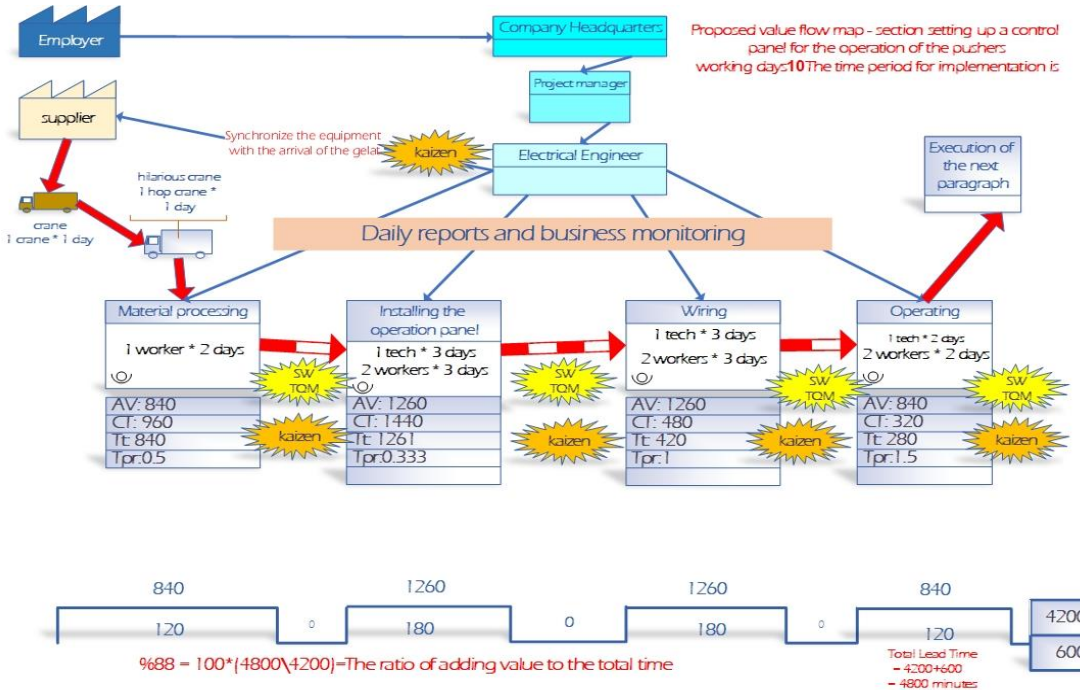 Employer
Company Headquarters
Proposed value flow map - section setting up a control
panel for the operation of the pushers
working days10The time period for implementation is
Project manager
supplier
Synchronize the equipment
with the arrival of the gelai
kaizen
Electrical Engineer
Execution of
the next
paragraph
hilarious crane
1 hop crane *
1 day
crane
1 crane * 1 day
Daily reports and business monitoring
Material processing
1 worker * 2 days
AV: 840
CT: 960
Tt: 840
Tpr:0.5
SW
TQM
kaizen
Installing the
operation panel
1 tech * 3 days
2 workers * 3 days
AV: 1260
CT: 1440
Tt: 1261
Tpr:0.333
SW
TQM
kaizen
Wiring
1 tech * 3 days
2 workers * 3 days
AV: 1260
CT: 480
Tt: 420
Tpr:1
SW
TQM
kaizen
Operating
1 tech * 2 days
2 workers * 2 days
AV: 840
CT: 320
Tt: 280
Tpr:1.5
SW
TQM
kaizen
840
1260
1260
840
120
0
180
0
180
0
120
4200
600
%88 = 100*(4800\4200)=The ratio of adding value to the total time
Total Lead Time
= 4200+600
= 4800 minutes